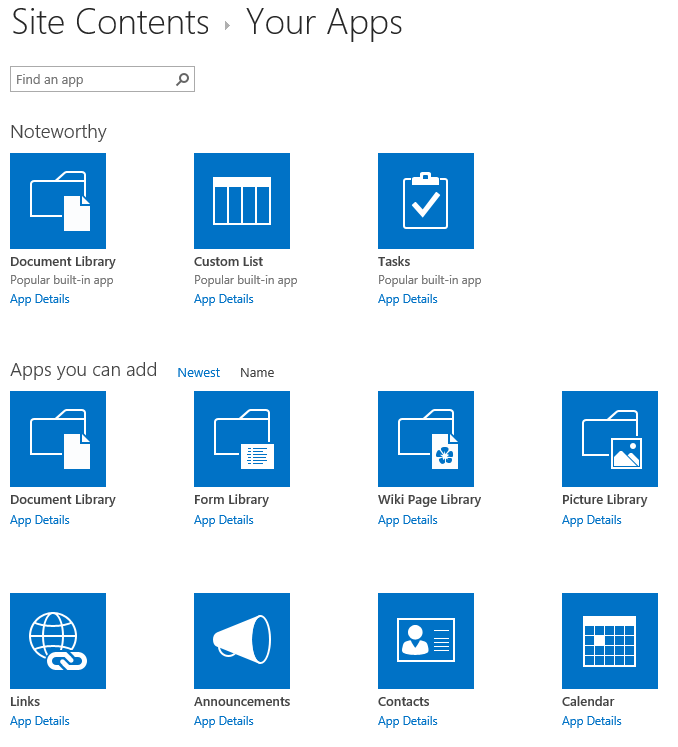 Site Contents ▸ Your Apps
Find an app
Noteworthy
Document Library Custom List Tasks
Popular built-in app Popular built-in app Popular built-in app
App Details App Details App Details
Apps you can add Newest Name
Document Library Form Library Wiki Page Library Picture Library
App Details App Details App Details App Details
Links Announcements Contacts Calendar
App Details App Details App Details App Details